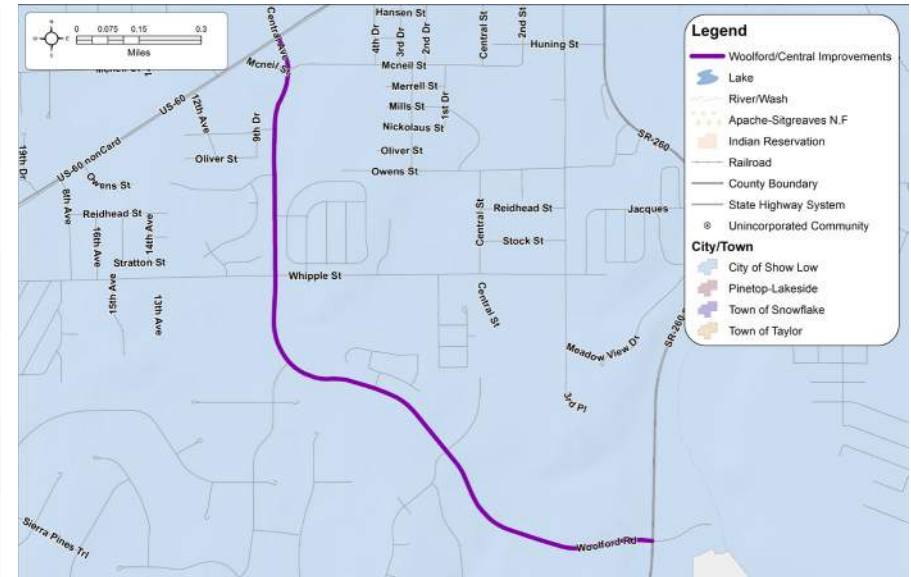 N
W E
S
0 0.075 0.15 0.3
Miles
Central Ave
Mcneil St
US-60
12th Ave
9th Dr
Oliver St
US-60 nonCard
19th Dr
Owens St
8th Ave
Reidhead St
16th Ave
14th Ave
Stratton St
15th Ave
13th Ave
Hansen St
4th Dr
3rd Dr
2nd Dr
Central St
2nd St
Huning St
Mcneil St
Merrell St
Mills St
1st Dr
Nickolaus St
Oliver St
Owens St
SR-260
Reidhead St
Jacques
Central St
Stock St
Whipple St
Central St
Meadow View Dr
SR-260
3rd Pl
Woolford Rd
Sierra Pines Trl
Legend
Woolford/Central Improvements
Lake
River/Wash
Apache-Sitgreaves N.F
Indian Reservation
Railroad
County Boundary
State Highway System
Unincorporated Community
City/Town
City of Show Low
Pinetop-Lakeside
Town of Snowflake
Town of Taylor